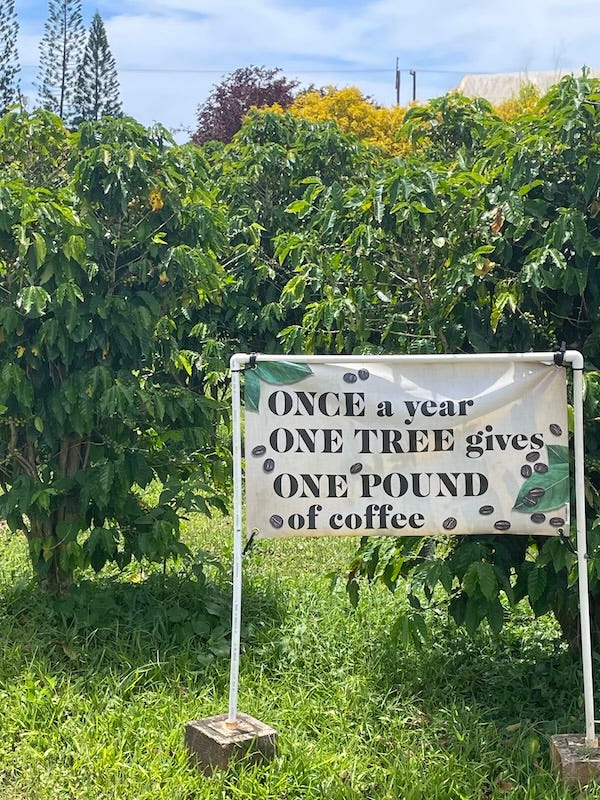 ONCE a year
ONE TREE gives
ONE POUND
of coffee